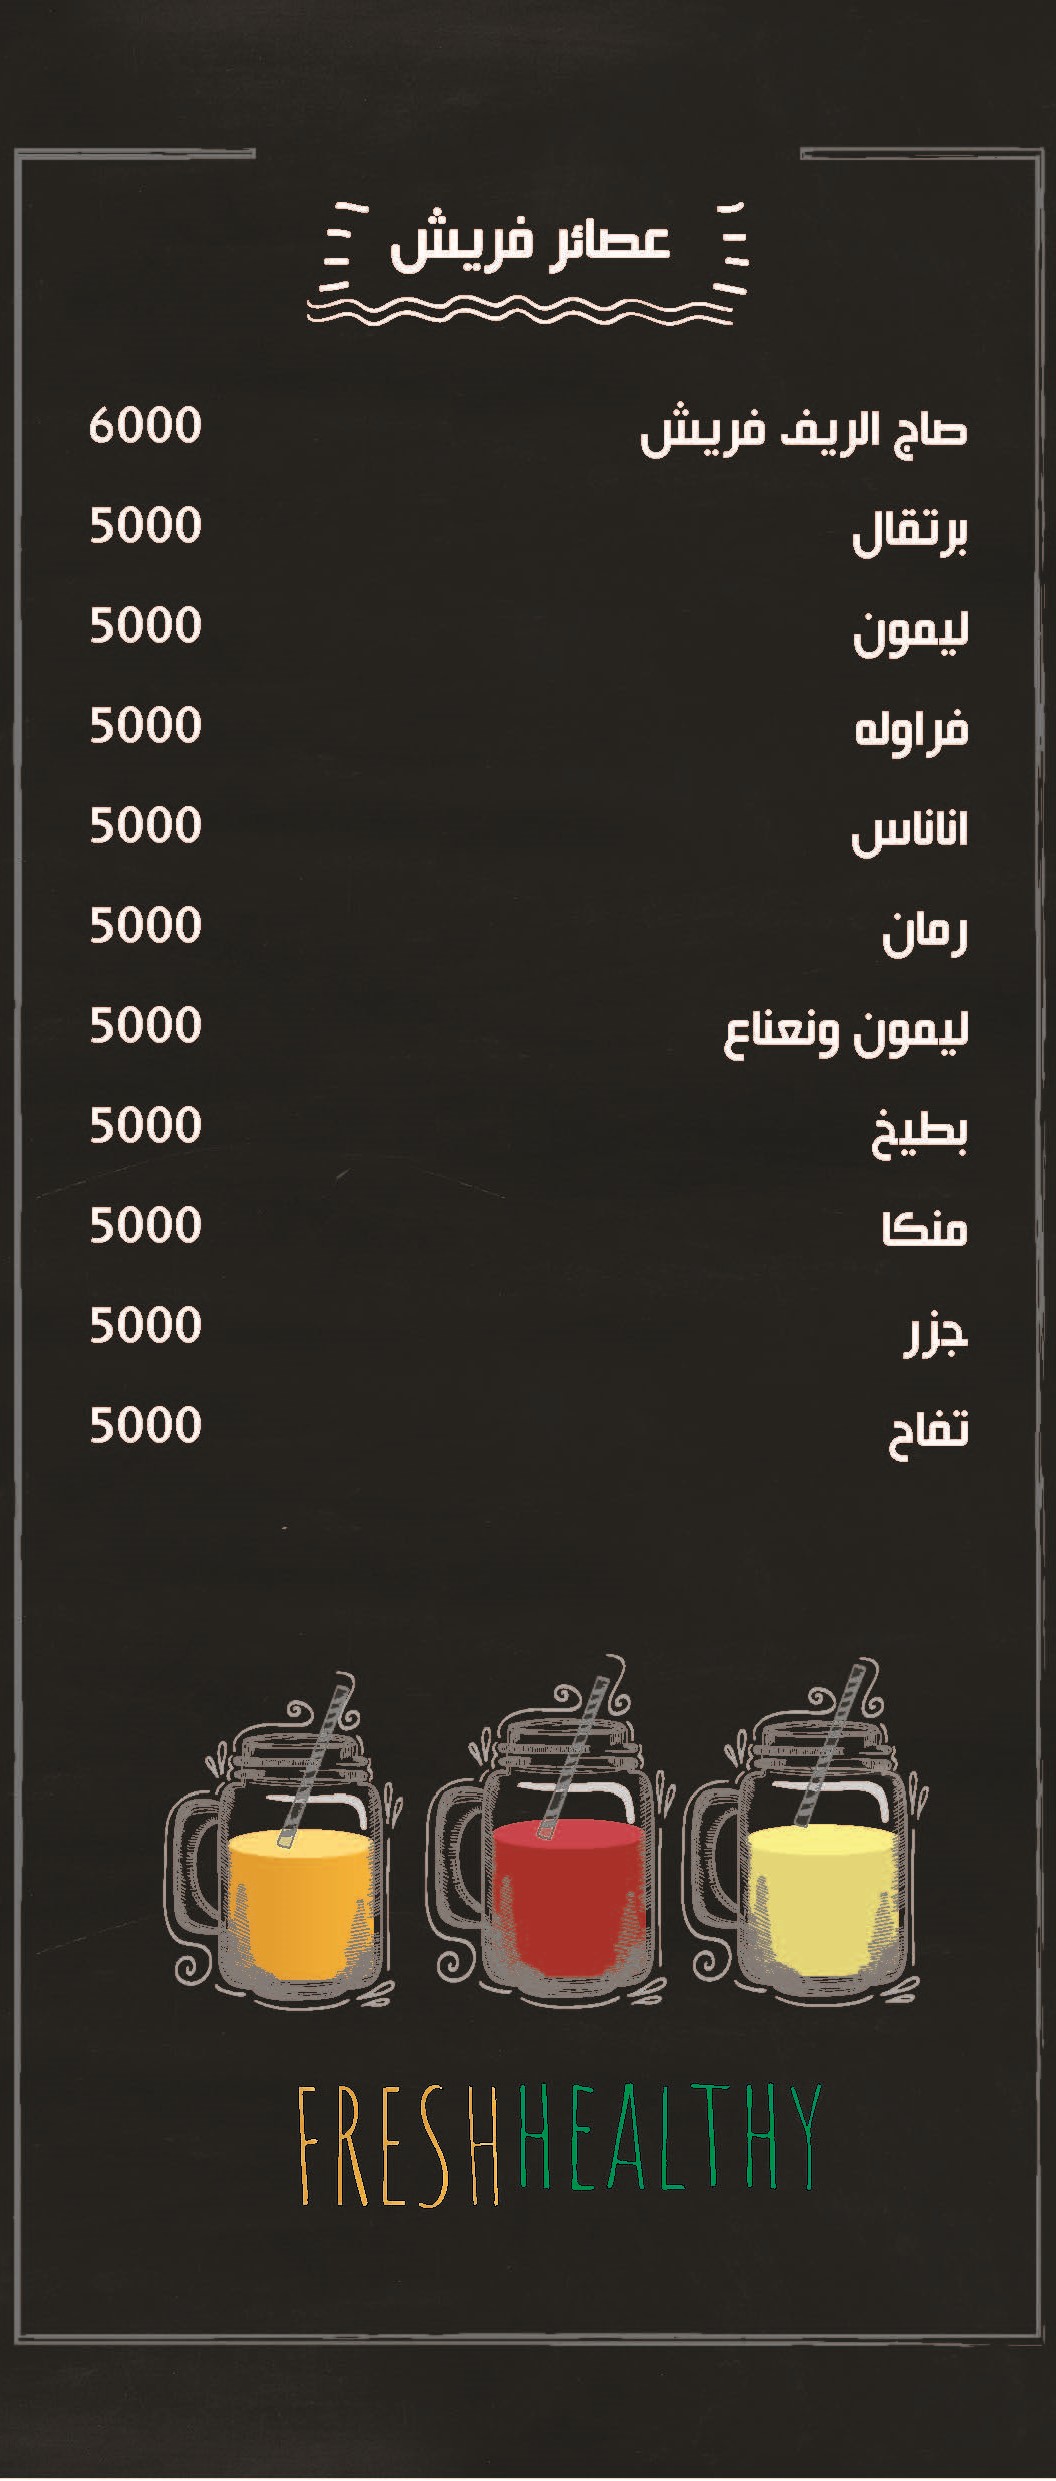 عصائر فريش
صاج الريف فريش 6000
برتقال 5000
ليمون 5000
فراوله 5000
اناناس 5000
رمان 5000
ليمون ونعناع 5000
بطيخ 5000
منكا 5000
جزر 5000
تفاح 5000
FRESH HEALTHY